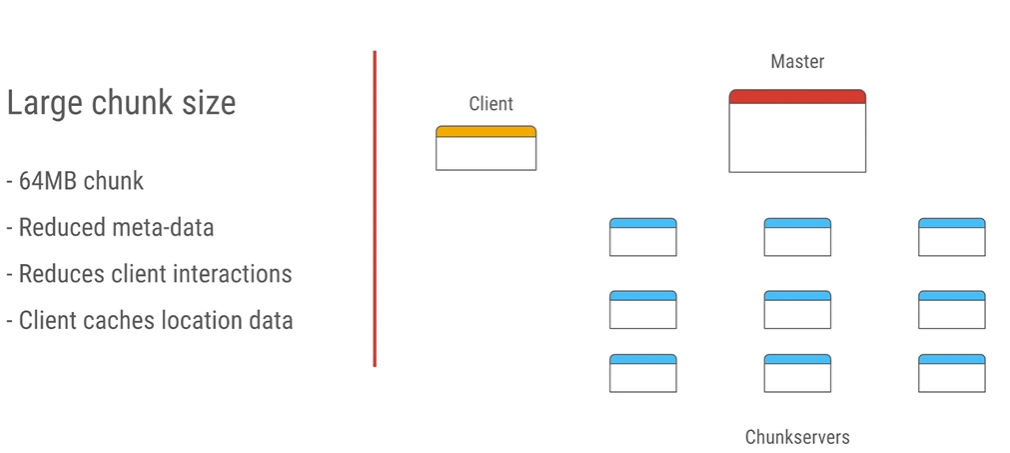 Large chunk size
- 64MB chunk
- Reduced meta-data
- Reduces client interactions
- Client caches location data
Client
Master
Chunkservers